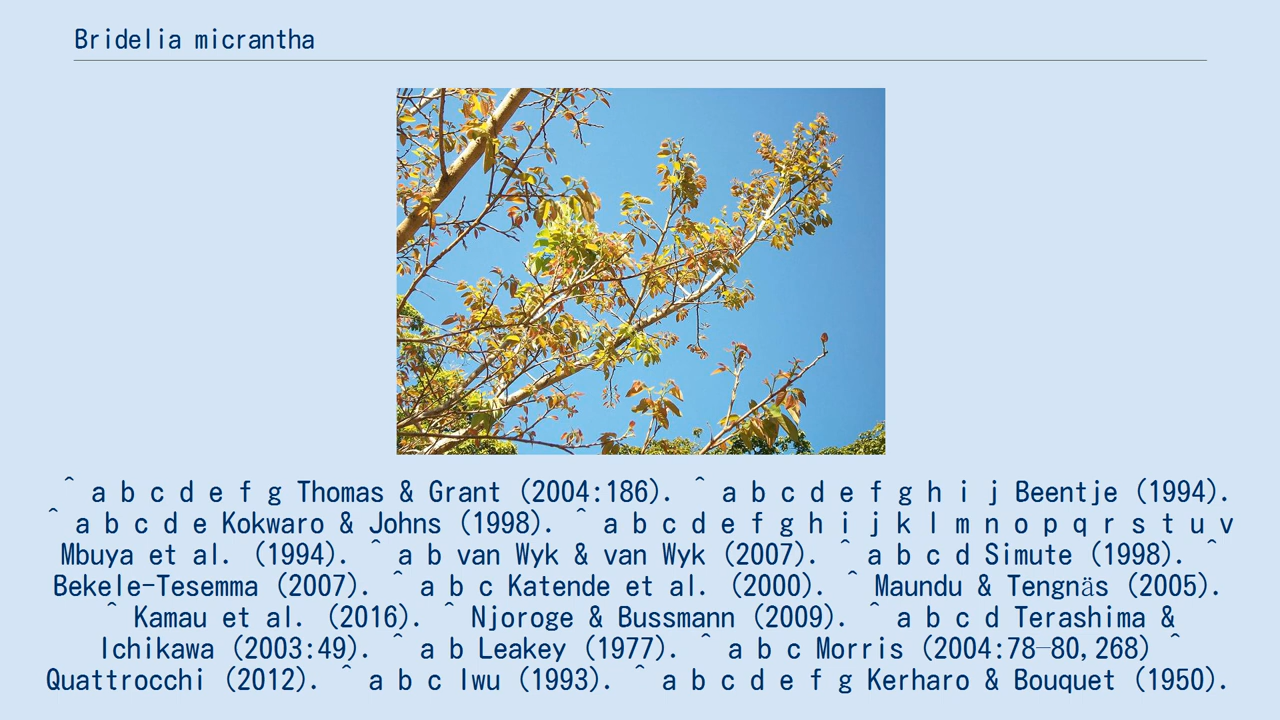 Bridelia micrantha
^ a b c d e f g Thomas & Grant (2004:186). ^ a b c d e f g h i j Beentje (1994).
^ a b c d e Kokwaro & Johns (1998). ^ a b c d e f g h i j k l m n o p q r s t u v
Mbuya et al. (1994). ^ a b van Wyk & van Wyk (2007). ^ a b c d Simute (1998). ^
Bekele-Tesemma (2007). ^ a b c Katende et al. (2000). ^ Maundu & Tengnäs (2005).
^ Kamau et al. (2016). ^ Njoroge & Bussmann (2009). ^ a b c d Terashima &
Ichikawa (2003:49). ^ a b Leakey (1977). ^ a b c Morris (2004:78–80,268) ^
Quattrocchi (2012). ^ a b c Iwu (1993). ^ a b c d e f g Kerharo & Bouquet (1950).